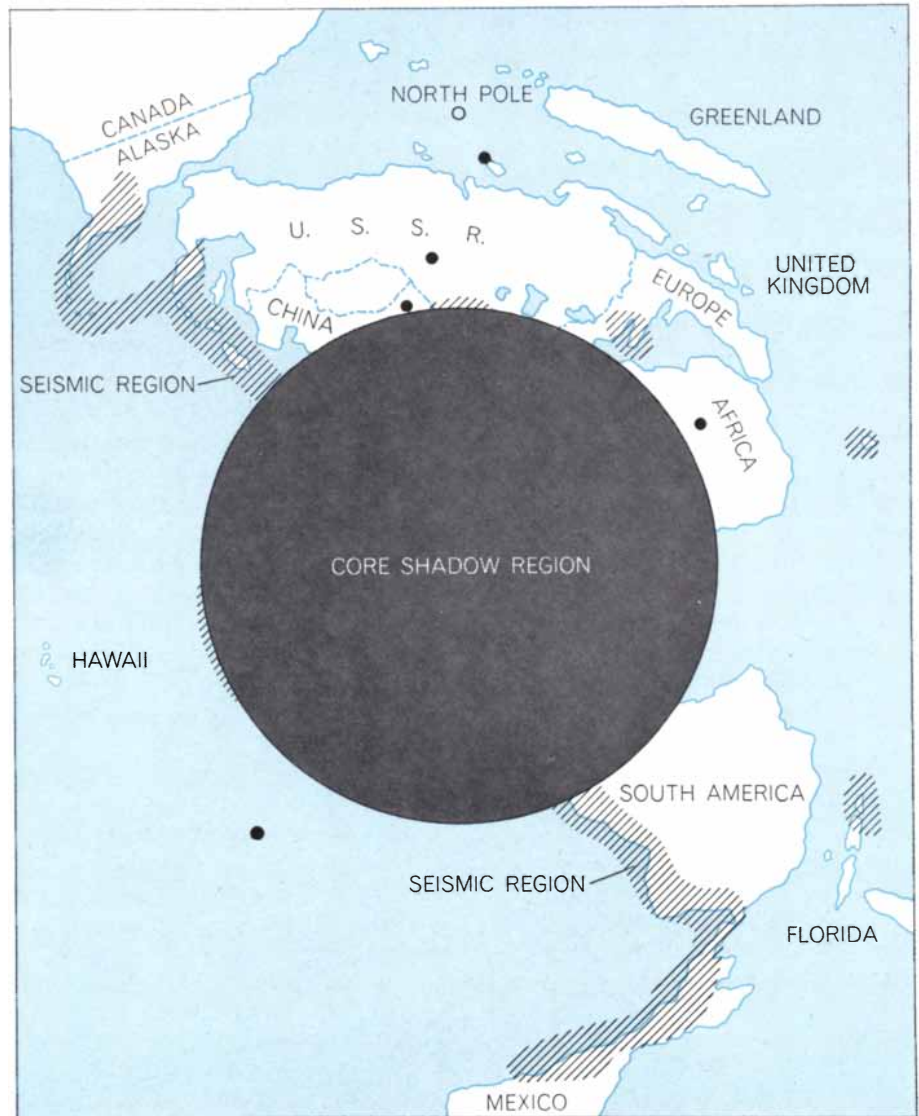 NORTH POLE
GREENLAND
CANADA
ALASKA
U. S. S. R.
UNITED
KINGDOM
EUROPE
CHINA
SEISMIC REGION
AFRICA
CORE SHADOW REGION
HAWAII
SOUTH AMERICA
SEISMIC REGION
FLORIDA
MEXICO